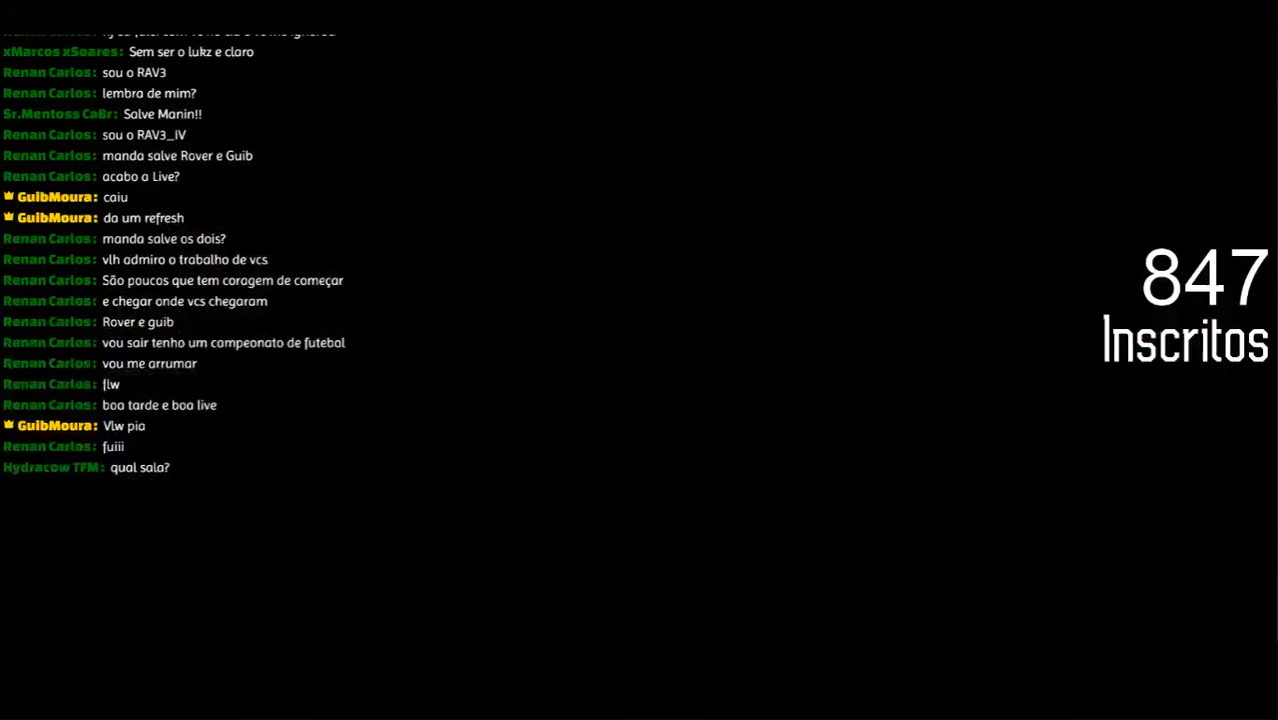 xMarcos xSoares: Sem ser o lukz e claro
Renan Carlos: sou o RAV3
Renan Carlos: lembra de mim?
Sr.Mentoss CaBr: Salve Manin!!
Renan Carlos: sou o RAV3_IV
Renan Carlos: manda salve Rover e Guib
Renan Carlos: acabo a Live?
GuibMoura: caiu
GuibMoura: da um refresh
Renan Carlos: manda salve os dois?
Renan Carlos: vlh admiro o trabalho de vcs
Renan Carlos: São poucos que tem coragem de começar
Renan Carlos: e chegar onde vcs chegaram
Renan Carlos: Rover e guib
Renan Carlos: vou sair tenho um campeonato de futebal
Renan Carlos: vou me arrumar
Renan Carlos: flw
Renan Carlos: boa tarde e boa live
GuibMoura: Vlw pia
Renan Carlos: fuiii
Hydracow TFM: qual sala?
847
Inscritos